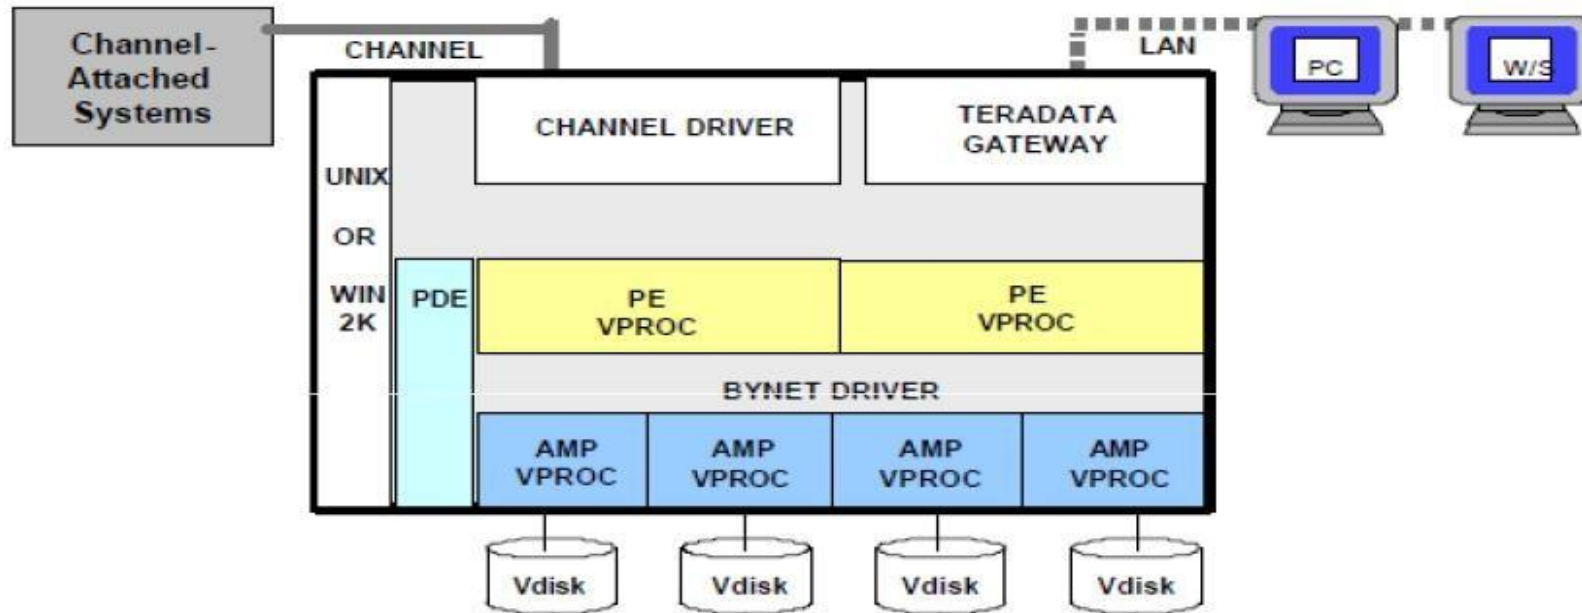 Channel-
Attached
Systems
CHANNEL
LAN
PC
W/S
CHANNEL DRIVER
TERADATA
GATEWAY
UNIX
OR
WIN
2K
PDE
PE
VPROC
PE
VPROC
BYNET DRIVER
AMP
VPROC
AMP
VPROC
AMP
VPROC
AMP
VPROC
Vdisk
Vdisk
Vdisk
Vdisk